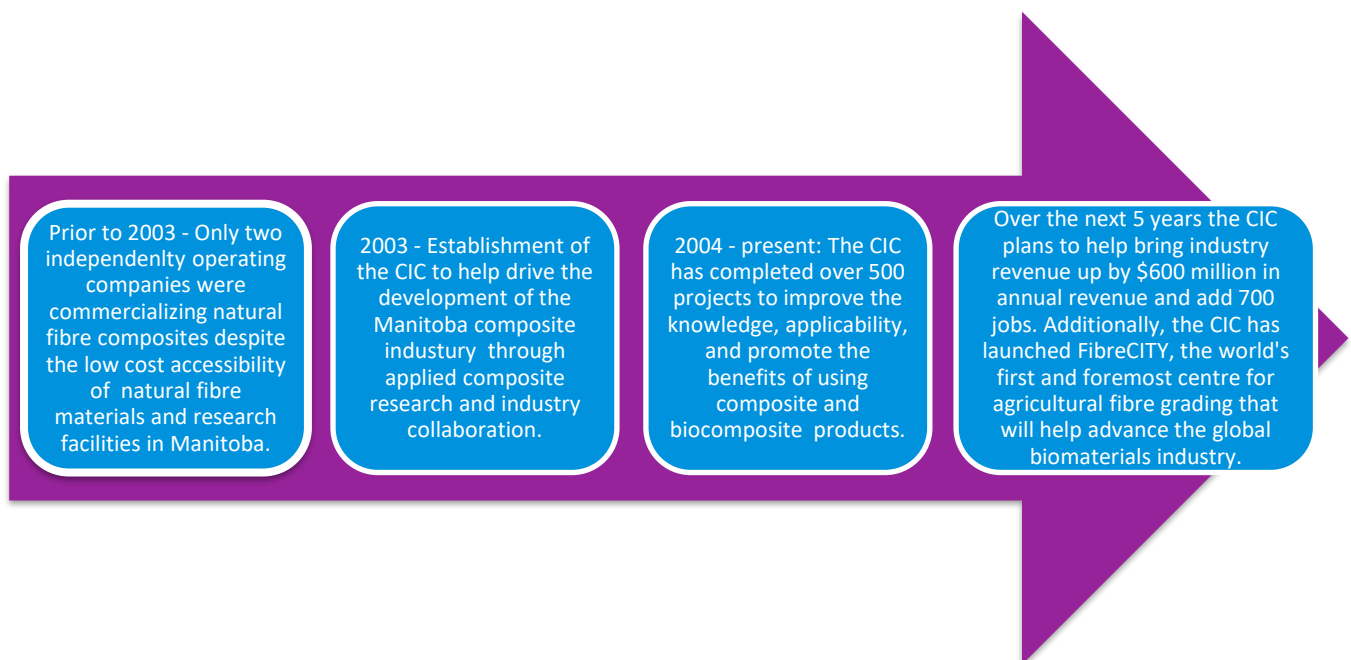 Prior to 2003 - Only two
independenlty operating
companies were
commercializing natural
fibre composites despite
the low cost accessibility
of natural fibre
materials and research
facilities in Manitoba.
2003 - Establishment of
the CIC to help drive the
development of the
Manitoba composite
industury through
applied composite
research and industry
collaboration.
2004 - present: The CIC
has completed over 500
projects to improve the
knowledge, applicability,
and promote the
benefits of using
composite and
biocomposite products.
Over the next 5 years the CIC
plans to help bring industry
revenue up by $600 million in
annual revenue and add 700
jobs. Additionally, the CIC has
launched FibreCITY, the world's
first and foremost centre for
agricultural fibre grading that
will help advance the global
biomaterials industry.